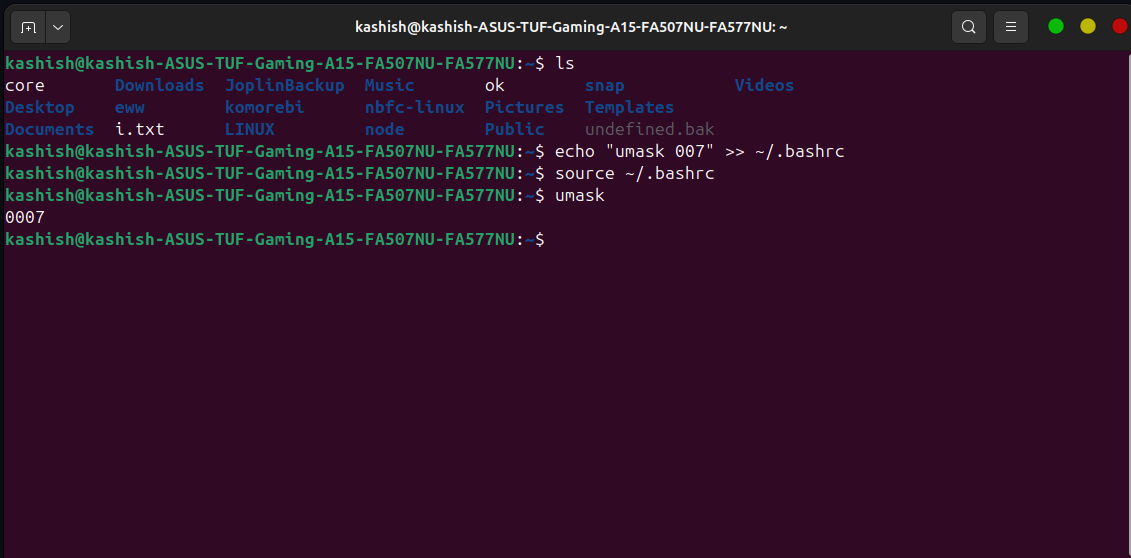 kashish@kashish-ASUS-TUF-Gaming-A15-FA507NU-FA577NU: ~
kashish@kashish-ASUS-TUF-Gaming-A15-FA507NU-FA577NU:~$ ls
core       Downloads  JoplinBackup  Music       ok        snap           Videos
Desktop    eww        komorebi      nbfc-linux  Pictures  Templates
Documents  i.txt      LINUX         node        Public    undefined.bak
kashish@kashish-ASUS-TUF-Gaming-A15-FA507NU-FA577NU:~$ echo "umask 007" >> ~/.bashrc
kashish@kashish-ASUS-TUF-Gaming-A15-FA507NU-FA577NU:~$ source ~/.bashrc
kashish@kashish-ASUS-TUF-Gaming-A15-FA507NU-FA577NU:~$ umask
0007
kashish@kashish-ASUS-TUF-Gaming-A15-FA507NU-FA577NU:~$